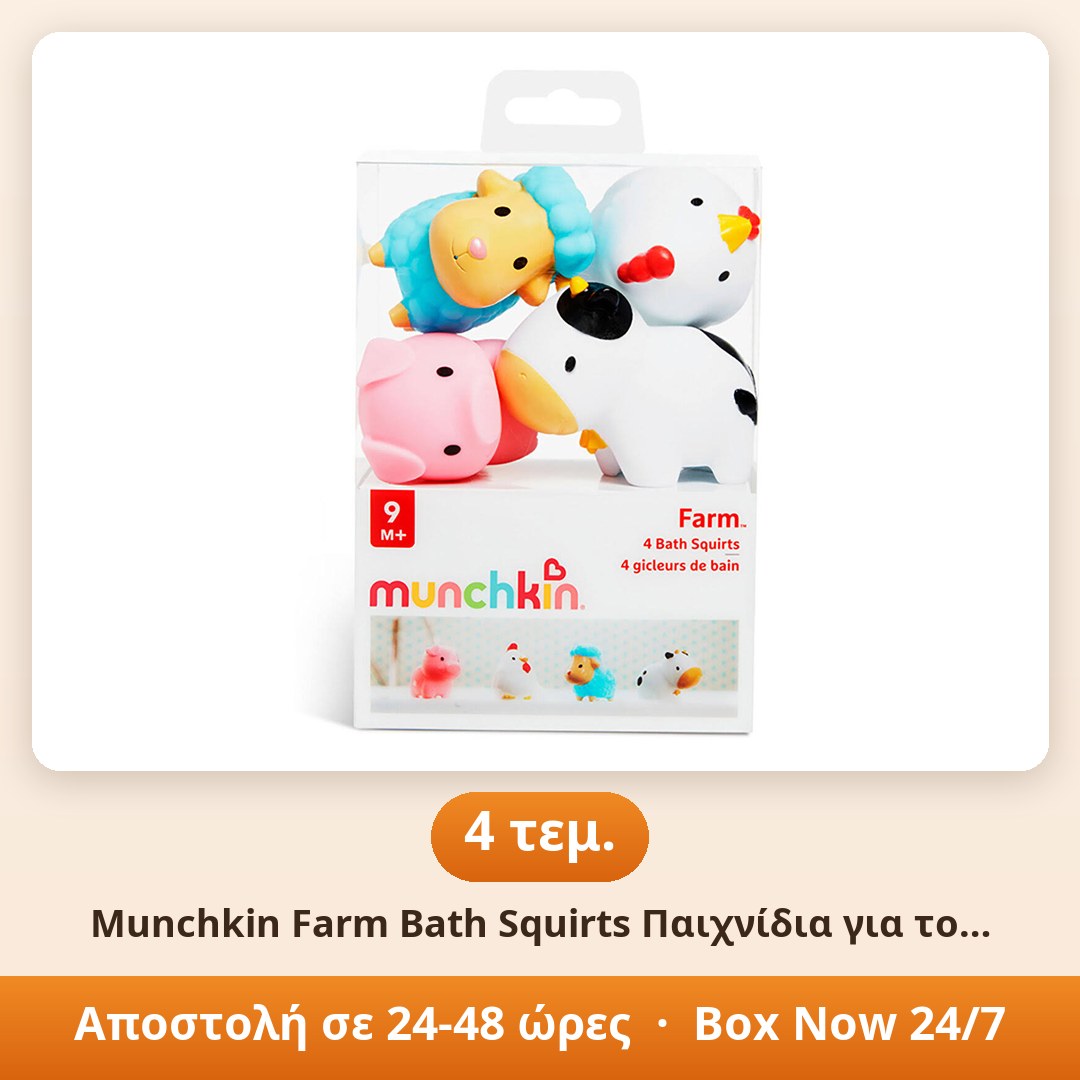 9
M+
Farm™
4 Bath Squirts
4 gicleurs de bain
munchkin®
4 τεμ.
Munchkin Farm Bath Squirts Παιχνίδια για το...
Αποστολή σε 24-48 ώρες · Box Now 24/7